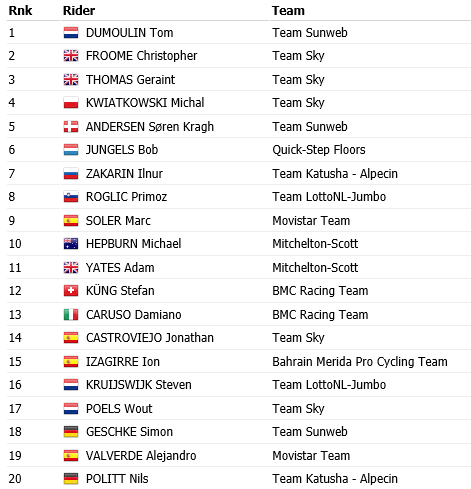 Rnk Rider Team
1 DUMOULIN Tom Team Sunweb
2 FROOME Christopher Team Sky
3 THOMAS Geraint Team Sky
4 KWIATKOWSKI Michal Team Sky
5 ANDERSEN Søren Kragh Team Sunweb
6 JUNGELS Bob Quick-Step Floors
7 ZAKARIN Ilnur Team Katusha - Alpecin
8 ROGLIC Primoz Team LottoNL-Jumbo
9 SOLER Marc Movistar Team
10 HEPBURN Michael Mitchelton-Scott
11 YATES Adam Mitchelton-Scott
12 KÜNG Stefan BMC Racing Team
13 CARUSO Damiano BMC Racing Team
14 CASTROVIEJO Jonathan Team Sky
15 IZAGIRRE Ion Bahrain Merida Pro Cycling Team
16 KRUIJSWIJK Steven Team LottoNL-Jumbo
17 POELS Wout Team Sky
18 GESCHKE Simon Team Sunweb
19 VALVERDE Alejandro Movistar Team
20 POLITT Nils Team Katusha - Alpecin